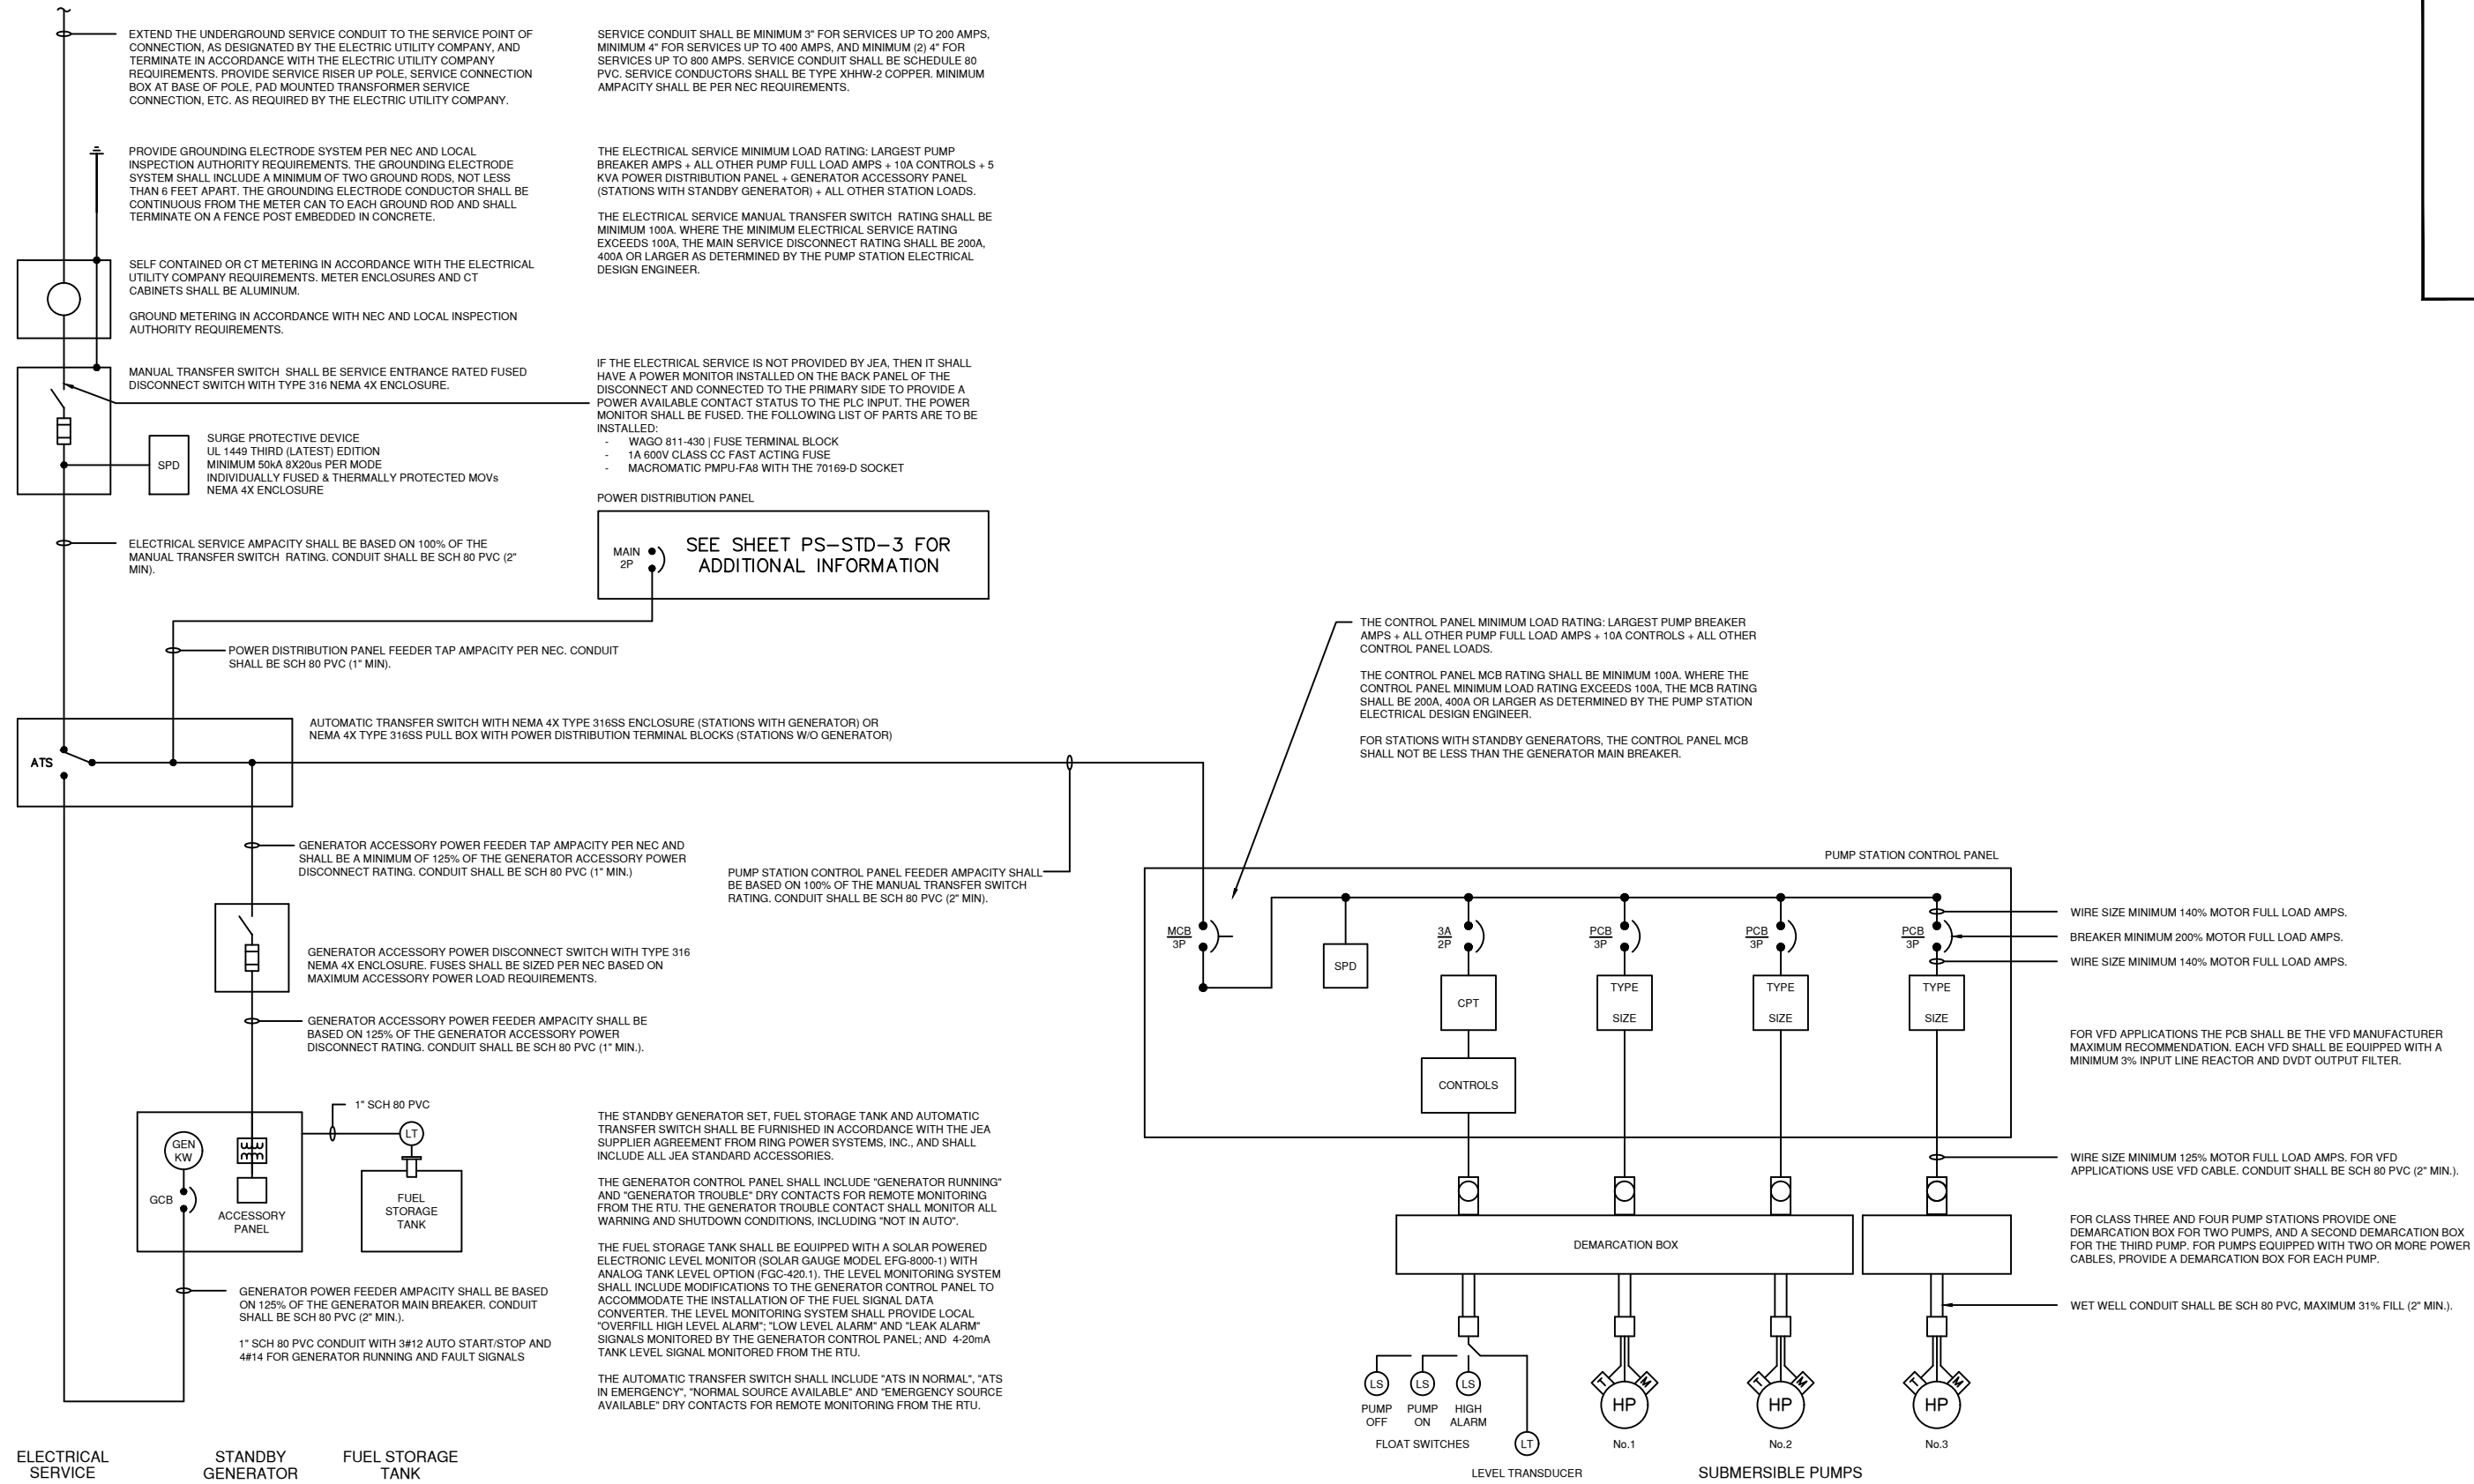 EXTEND THE UNDERGROUND SERVICE CONDUIT TO THE SERVICE POINT OF
CONNECTION, AS DESIGNATED BY THE ELECTRIC UTILITY COMPANY, AND
TERMINATE IN ACCORDANCE WITH THE ELECTRIC UTILITY COMPANY
REQUIREMENTS. PROVIDE SERVICE RISER UP POLE, SERVICE CONNECTION
BOX AT BASE OF POLE, PAD MOUNTED TRANSFORMER SERVICE
CONNECTION, ETC. AS REQUIRED BY THE ELECTRIC UTILITY COMPANY.
SERVICE CONDUIT SHALL BE MINIMUM 3" FOR SERVICES UP TO 200 AMPS,
MINIMUM 4" FOR SERVICES UP TO 400 AMPS, AND MINIMUM (2) 4" FOR
SERVICES UP TO 800 AMPS. SERVICE CONDUIT SHALL BE SCHEDULE 80
PVC. SERVICE CONDUCTORS SHALL BE TYPE XHHW-2 COPPER. MINIMUM
AMPACITY SHALL BE PER NEC REQUIREMENTS.
PROVIDE GROUNDING ELECTRODE SYSTEM PER NEC AND LOCAL
INSPECTION AUTHORITY REQUIREMENTS. THE GROUNDING ELECTRODE
SYSTEM SHALL INCLUDE A MINIMUM OF TWO GROUND RODS, NOT LESS
THAN 6 FEET APART. THE GROUNDING ELECTRODE CONDUCTOR SHALL BE
CONTINUOUS FROM THE METER CAN TO EACH GROUND ROD AND SHALL
TERMINATE ON A FENCE POST EMBEDDED IN CONCRETE.
THE ELECTRICAL SERVICE MINIMUM LOAD RATING: LARGEST PUMP
BREAKER AMPS + ALL OTHER PUMP FULL LOAD AMPS + 10A CONTROLS + 5
KVA POWER DISTRIBUTION PANEL + GENERATOR ACCESSORY PANEL
(STATIONS WITH STANDBY GENERATOR) + ALL OTHER STATION LOADS.
THE ELECTRICAL SERVICE MANUAL TRANSFER SWITCH RATING SHALL BE
MINIMUM 100A. WHERE THE MINIMUM ELECTRICAL SERVICE RATING
EXCEEDS 100A, THE MAIN SERVICE DISCONNECT RATING SHALL BE 200A,
400A OR LARGER AS DETERMINED BY THE PUMP STATION ELECTRICAL
DESIGN ENGINEER.
SELF CONTAINED OR CT METERING IN ACCORDANCE WITH THE ELECTRICAL
UTILITY COMPANY REQUIREMENTS. METER ENCLOSURES AND CT
CABINETS SHALL BE ALUMINUM.
GROUND METERING IN ACCORDANCE WITH NEC AND LOCAL INSPECTION
AUTHORITY REQUIREMENTS.
MANUAL TRANSFER SWITCH SHALL BE SERVICE ENTRANCE RATED FUSED
DISCONNECT SWITCH WITH TYPE 316 NEMA 4X ENCLOSURE.
IF THE ELECTRICAL SERVICE IS NOT PROVIDED BY JEA, THEN IT SHALL
HAVE A POWER MONITOR INSTALLED ON THE BACK PANEL OF THE
DISCONNECT AND CONNECTED TO THE PRIMARY SIDE TO PROVIDE A
POWER AVAILABLE CONTACT STATUS TO THE PLC INPUT. THE POWER
MONITOR SHALL BE FUSED. THE FOLLOWING LIST OF PARTS ARE TO BE
INSTALLED:
- WAGO 811-430 | FUSE TERMINAL BLOCK
- 1A 600V CLASS CC FAST ACTING FUSE
- MACROMATIC PMPU-FA8 WITH THE 70169-D SOCKET
SPD
SURGE PROTECTIVE DEVICE
UL 1449 THIRD (LATEST) EDITION
MINIMUM 50kA 8X20us PER MODE
INDIVIDUALLY FUSED & THERMALLY PROTECTED MOVs
NEMA 4X ENCLOSURE
POWER DISTRIBUTION PANEL
MAIN
2P
SEE SHEET PS-STD-3 FOR
ADDITIONAL INFORMATION
ELECTRICAL SERVICE AMPACITY SHALL BE BASED ON 100% OF THE
MANUAL TRANSFER SWITCH RATING. CONDUIT SHALL BE SCH 80 PVC (2"
MIN).
POWER DISTRIBUTION PANEL FEEDER TAP AMPACITY PER NEC. CONDUIT
SHALL BE SCH 80 PVC (1" MIN).
THE CONTROL PANEL MINIMUM LOAD RATING: LARGEST PUMP BREAKER
AMPS + ALL OTHER PUMP FULL LOAD AMPS + 10A CONTROLS + ALL OTHER
CONTROL PANEL LOADS.
THE CONTROL PANEL MCB RATING SHALL BE MINIMUM 100A. WHERE THE
CONTROL PANEL MINIMUM LOAD RATING EXCEEDS 100A, THE MCB RATING
SHALL BE 200A, 400A OR LARGER AS DETERMINED BY THE PUMP STATION
ELECTRICAL DESIGN ENGINEER.
FOR STATIONS WITH STANDBY GENERATORS, THE CONTROL PANEL MCB
SHALL NOT BE LESS THAN THE GENERATOR MAIN BREAKER.
ATS
AUTOMATIC TRANSFER SWITCH WITH NEMA 4X TYPE 316SS ENCLOSURE (STATIONS WITH GENERATOR) OR
NEMA 4X TYPE 316SS PULL BOX WITH POWER DISTRIBUTION TERMINAL BLOCKS (STATIONS W/O GENERATOR)
GENERATOR ACCESSORY POWER FEEDER TAP AMPACITY PER NEC AND
SHALL BE A MINIMUM OF 125% OF THE GENERATOR ACCESSORY POWER
DISCONNECT RATING. CONDUIT SHALL BE SCH 80 PVC (1" MIN.)
PUMP STATION CONTROL PANEL FEEDER AMPACITY SHALL
BE BASED ON 100% OF THE MANUAL TRANSFER SWITCH
RATING. CONDUIT SHALL BE SCH 80 PVC (2" MIN).
GENERATOR ACCESSORY POWER DISCONNECT SWITCH WITH TYPE 316
NEMA 4X ENCLOSURE. FUSES SHALL BE SIZED PER NEC BASED ON
MAXIMUM ACCESSORY POWER LOAD REQUIREMENTS.
GENERATOR ACCESSORY POWER FEEDER AMPACITY SHALL BE
BASED ON 125% OF THE GENERATOR ACCESSORY POWER
DISCONNECT RATING. CONDUIT SHALL BE SCH 80 PVC (1" MIN.).
PUMP STATION CONTROL PANEL
MCB
3P
SPD
3A
2P
CPT
CONTROLS
PCB
3P
TYPE
SIZE
PCB
3P
TYPE
SIZE
PCB
3P
TYPE
SIZE
WIRE SIZE MINIMUM 140% MOTOR FULL LOAD AMPS.
BREAKER MINIMUM 200% MOTOR FULL LOAD AMPS.
WIRE SIZE MINIMUM 140% MOTOR FULL LOAD AMPS.
FOR VFD APPLICATIONS THE PCB SHALL BE THE VFD MANUFACTURER
MAXIMUM RECOMMENDATION. EACH VFD SHALL BE EQUIPPED WITH A
MINIMUM 3% INPUT LINE REACTOR AND DVDT OUTPUT FILTER.
WIRE SIZE MINIMUM 125% MOTOR FULL LOAD AMPS. FOR VFD
APPLICATIONS USE VFD CABLE. CONDUIT SHALL BE SCH 80 PVC (2" MIN.).
FOR CLASS THREE AND FOUR PUMP STATIONS PROVIDE ONE
DEMARCATION BOX FOR TWO PUMPS, AND A SECOND DEMARCATION BOX
FOR THE THIRD PUMP. FOR PUMPS EQUIPPED WITH TWO OR MORE POWER
CABLES, PROVIDE A DEMARCATION BOX FOR EACH PUMP.
WET WELL CONDUIT SHALL BE SCH 80 PVC, MAXIMUM 31% FILL (2" MIN.).
1" SCH 80 PVC
GEN
KW
GCB
ACCESSORY
PANEL
LT
FUEL
STORAGE
TANK
GENERATOR POWER FEEDER AMPACITY SHALL BE BASED
ON 125% OF THE GENERATOR MAIN BREAKER. CONDUIT
SHALL BE SCH 80 PVC (2" MIN.).
1" SCH 80 PVC CONDUIT WITH 3#12 AUTO START/STOP AND
4#14 FOR GENERATOR RUNNING AND FAULT SIGNALS
THE STANDBY GENERATOR SET, FUEL STORAGE TANK AND AUTOMATIC
TRANSFER SWITCH SHALL BE FURNISHED IN ACCORDANCE WITH THE JEA
SUPPLIER AGREEMENT FROM RING POWER SYSTEMS, INC., AND SHALL
INCLUDE ALL JEA STANDARD ACCESSORIES.
THE GENERATOR CONTROL PANEL SHALL INCLUDE "GENERATOR RUNNING"
AND "GENERATOR TROUBLE" DRY CONTACTS FOR REMOTE MONITORING
FROM THE RTU. THE GENERATOR TROUBLE CONTACT SHALL MONITOR ALL
WARNING AND SHUTDOWN CONDITIONS, INCLUDING "NOT IN AUTO".
THE FUEL STORAGE TANK SHALL BE EQUIPPED WITH A SOLAR POWERED
ELECTRONIC LEVEL MONITOR (SOLAR GAUGE MODEL EFG-8000-1) WITH
ANALOG TANK LEVEL OPTION (FGC-420.1). THE LEVEL MONITORING SYSTEM
SHALL INCLUDE MODIFICATIONS TO THE GENERATOR CONTROL PANEL TO
ACCOMMODATE THE INSTALLATION OF THE FUEL SIGNAL DATA
CONVERTER. THE LEVEL MONITORING SYSTEM SHALL PROVIDE LOCAL
"OVERFILL HIGH LEVEL ALARM"; "LOW LEVEL ALARM" AND "LEAK ALARM"
SIGNALS MONITORED BY THE GENERATOR CONTROL PANEL; AND 4-20mA
TANK LEVEL SIGNAL MONITORED FROM THE RTU.
THE AUTOMATIC TRANSFER SWITCH SHALL INCLUDE "ATS IN NORMAL", "ATS
IN EMERGENCY", "NORMAL SOURCE AVAILABLE" AND "EMERGENCY SOURCE
AVAILABLE" DRY CONTACTS FOR REMOTE MONITORING FROM THE RTU.
DEMARCATION BOX
LS
PUMP
OFF
LS
PUMP
ON
LS
HIGH
ALARM
FLOAT SWITCHES
LT
LEVEL TRANSDUCER
T
M
HP
No.1
T
M
HP
No.2
T
M
HP
No.3
SUBMERSIBLE PUMPS
ELECTRICAL
SERVICE
STANDBY
GENERATOR
FUEL STORAGE
TANK